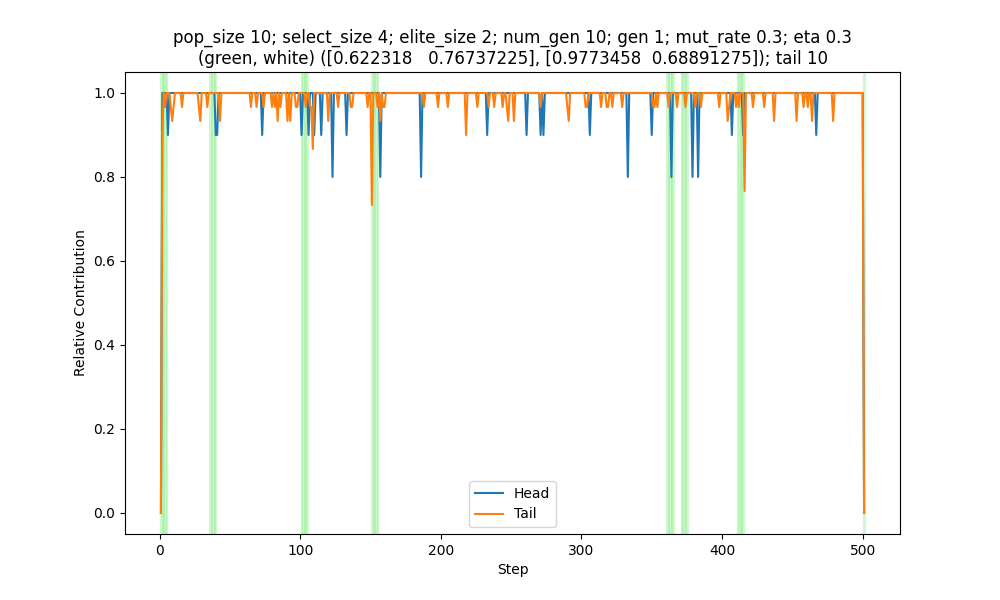 pop_size 10; select_size 4; elite_size 2; num_gen 10; gen 1; mut_rate 0.3; eta 0.3
(green, white) ([0.622318   0.76737225], [0.9773458  0.68891275]); tail 10
1.0
0.8
0.6
0.4
0.2
0.0
Relative Contribution
Head
Tail
0
100
200
300
400
500
Step